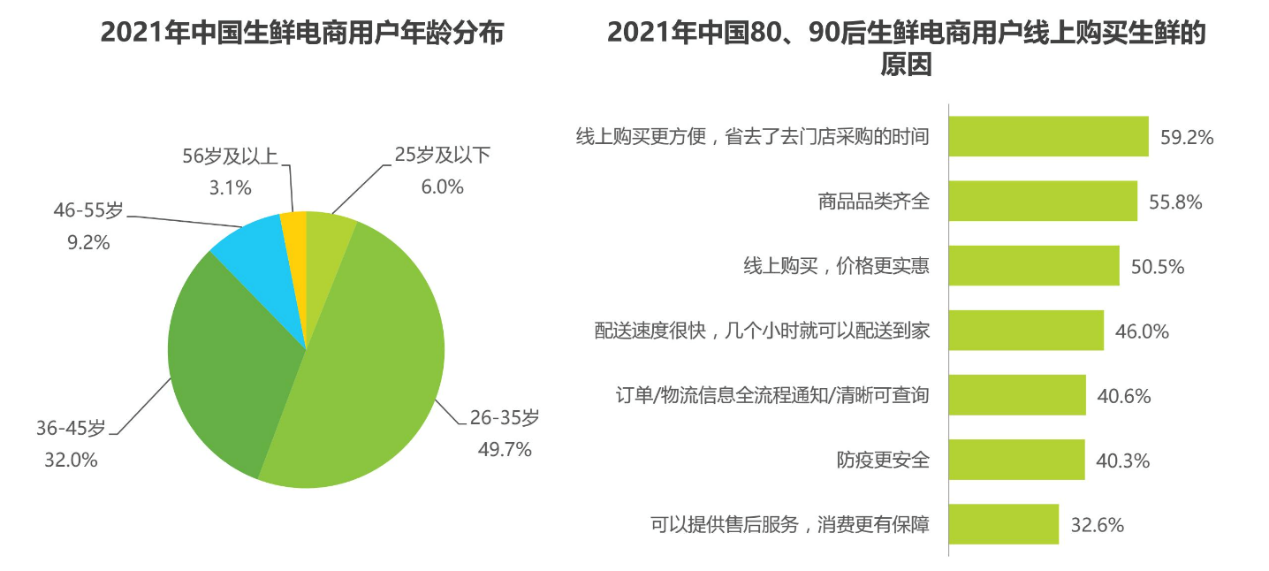 2021年中国生鲜电商用户年龄分布
56岁及以上
3.1%
25岁及以下
6.0%
46-55岁
9.2%
36-45岁
32.0%
26-35岁
49.7%
2021年中国80、90后生鲜电商用户线上购买生鲜的
原因
线上购买更方便，省去了去门店采购的时间 59.2%
商品品类齐全 55.8%
线上购买，价格更实惠 50.5%
配送速度很快，几个小时就可以配送到家 46.0%
订单/物流信息全流程通知/清晰可查询 40.6%
防疫更安全 40.3%
可以提供售后服务，消费更有保障 32.6%